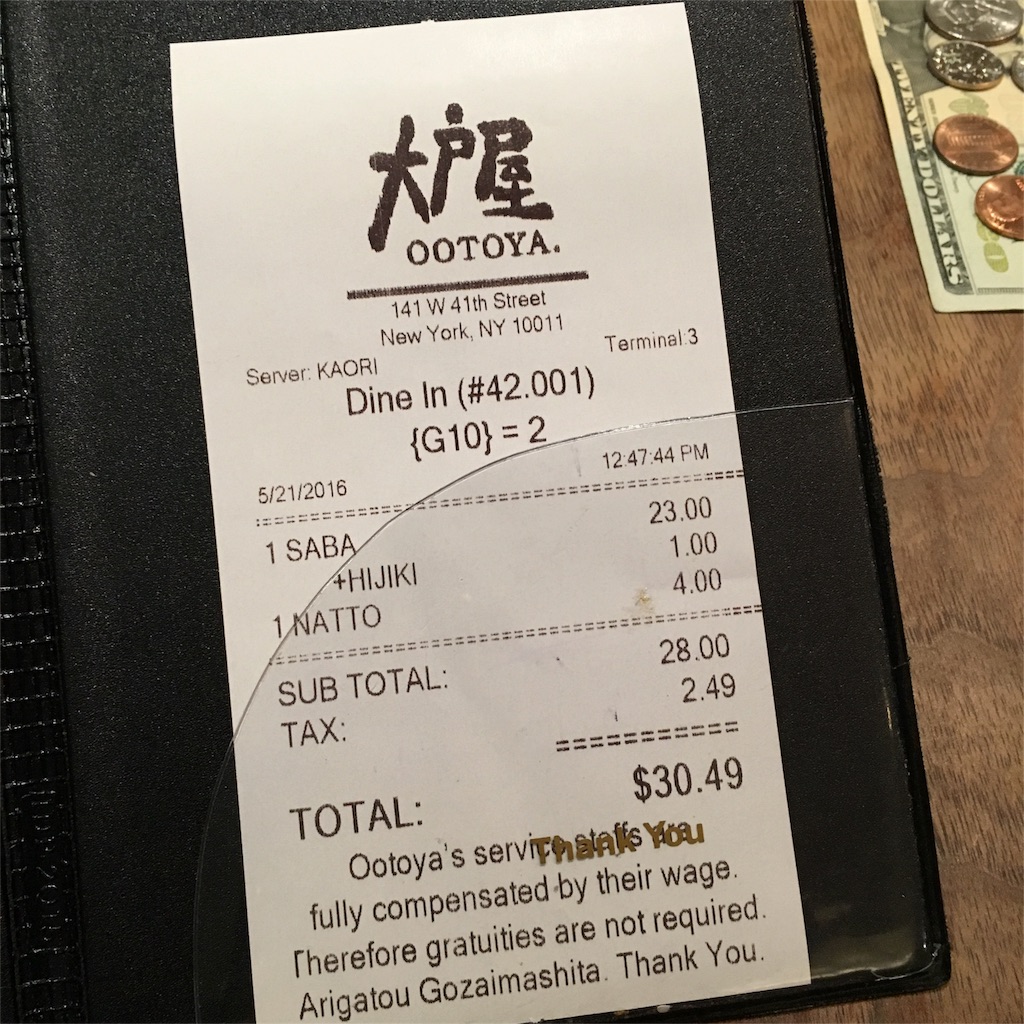 大戸屋
OOTOYA.
141 W 41th Street
New York, NY 10011
Server: KAORI Terminal:3
Dine In (#42.001)
{G10} = 2
5/21/2016 12:47:44 PM
1 SABA 23.00
+HIJIKI 1.00
1 NATTO 4.00
SUB TOTAL: 28.00
TAX: 2.49
TOTAL: $30.49
Ootoya's service staffs are
Thank You
fully compensated by their wage.
Therefore gratuities are not required.
Arigatou Gozaimashita. Thank You.
TWENTY DOLLARS